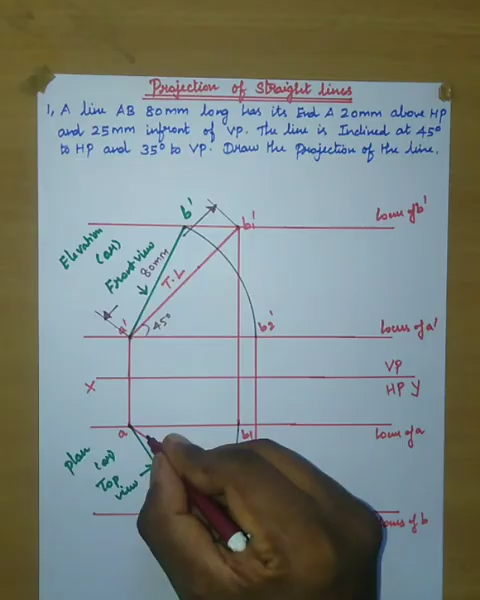 Projection of Straight lines
1, A line AB 80mm long has its End A 20mm above HP
and 25mm infront of VP. The line is Inclined at 45°
to HP and 35° to VP. Draw the Projection of the line.
b'
b1'
locus of b'
Elevation
(or)
Front view
80mm
T.L
45°
a'
b2'
locus of a'
VP
X
HP Y
a
b1
locus of a
Plan
(or)
Top
view
locus of b